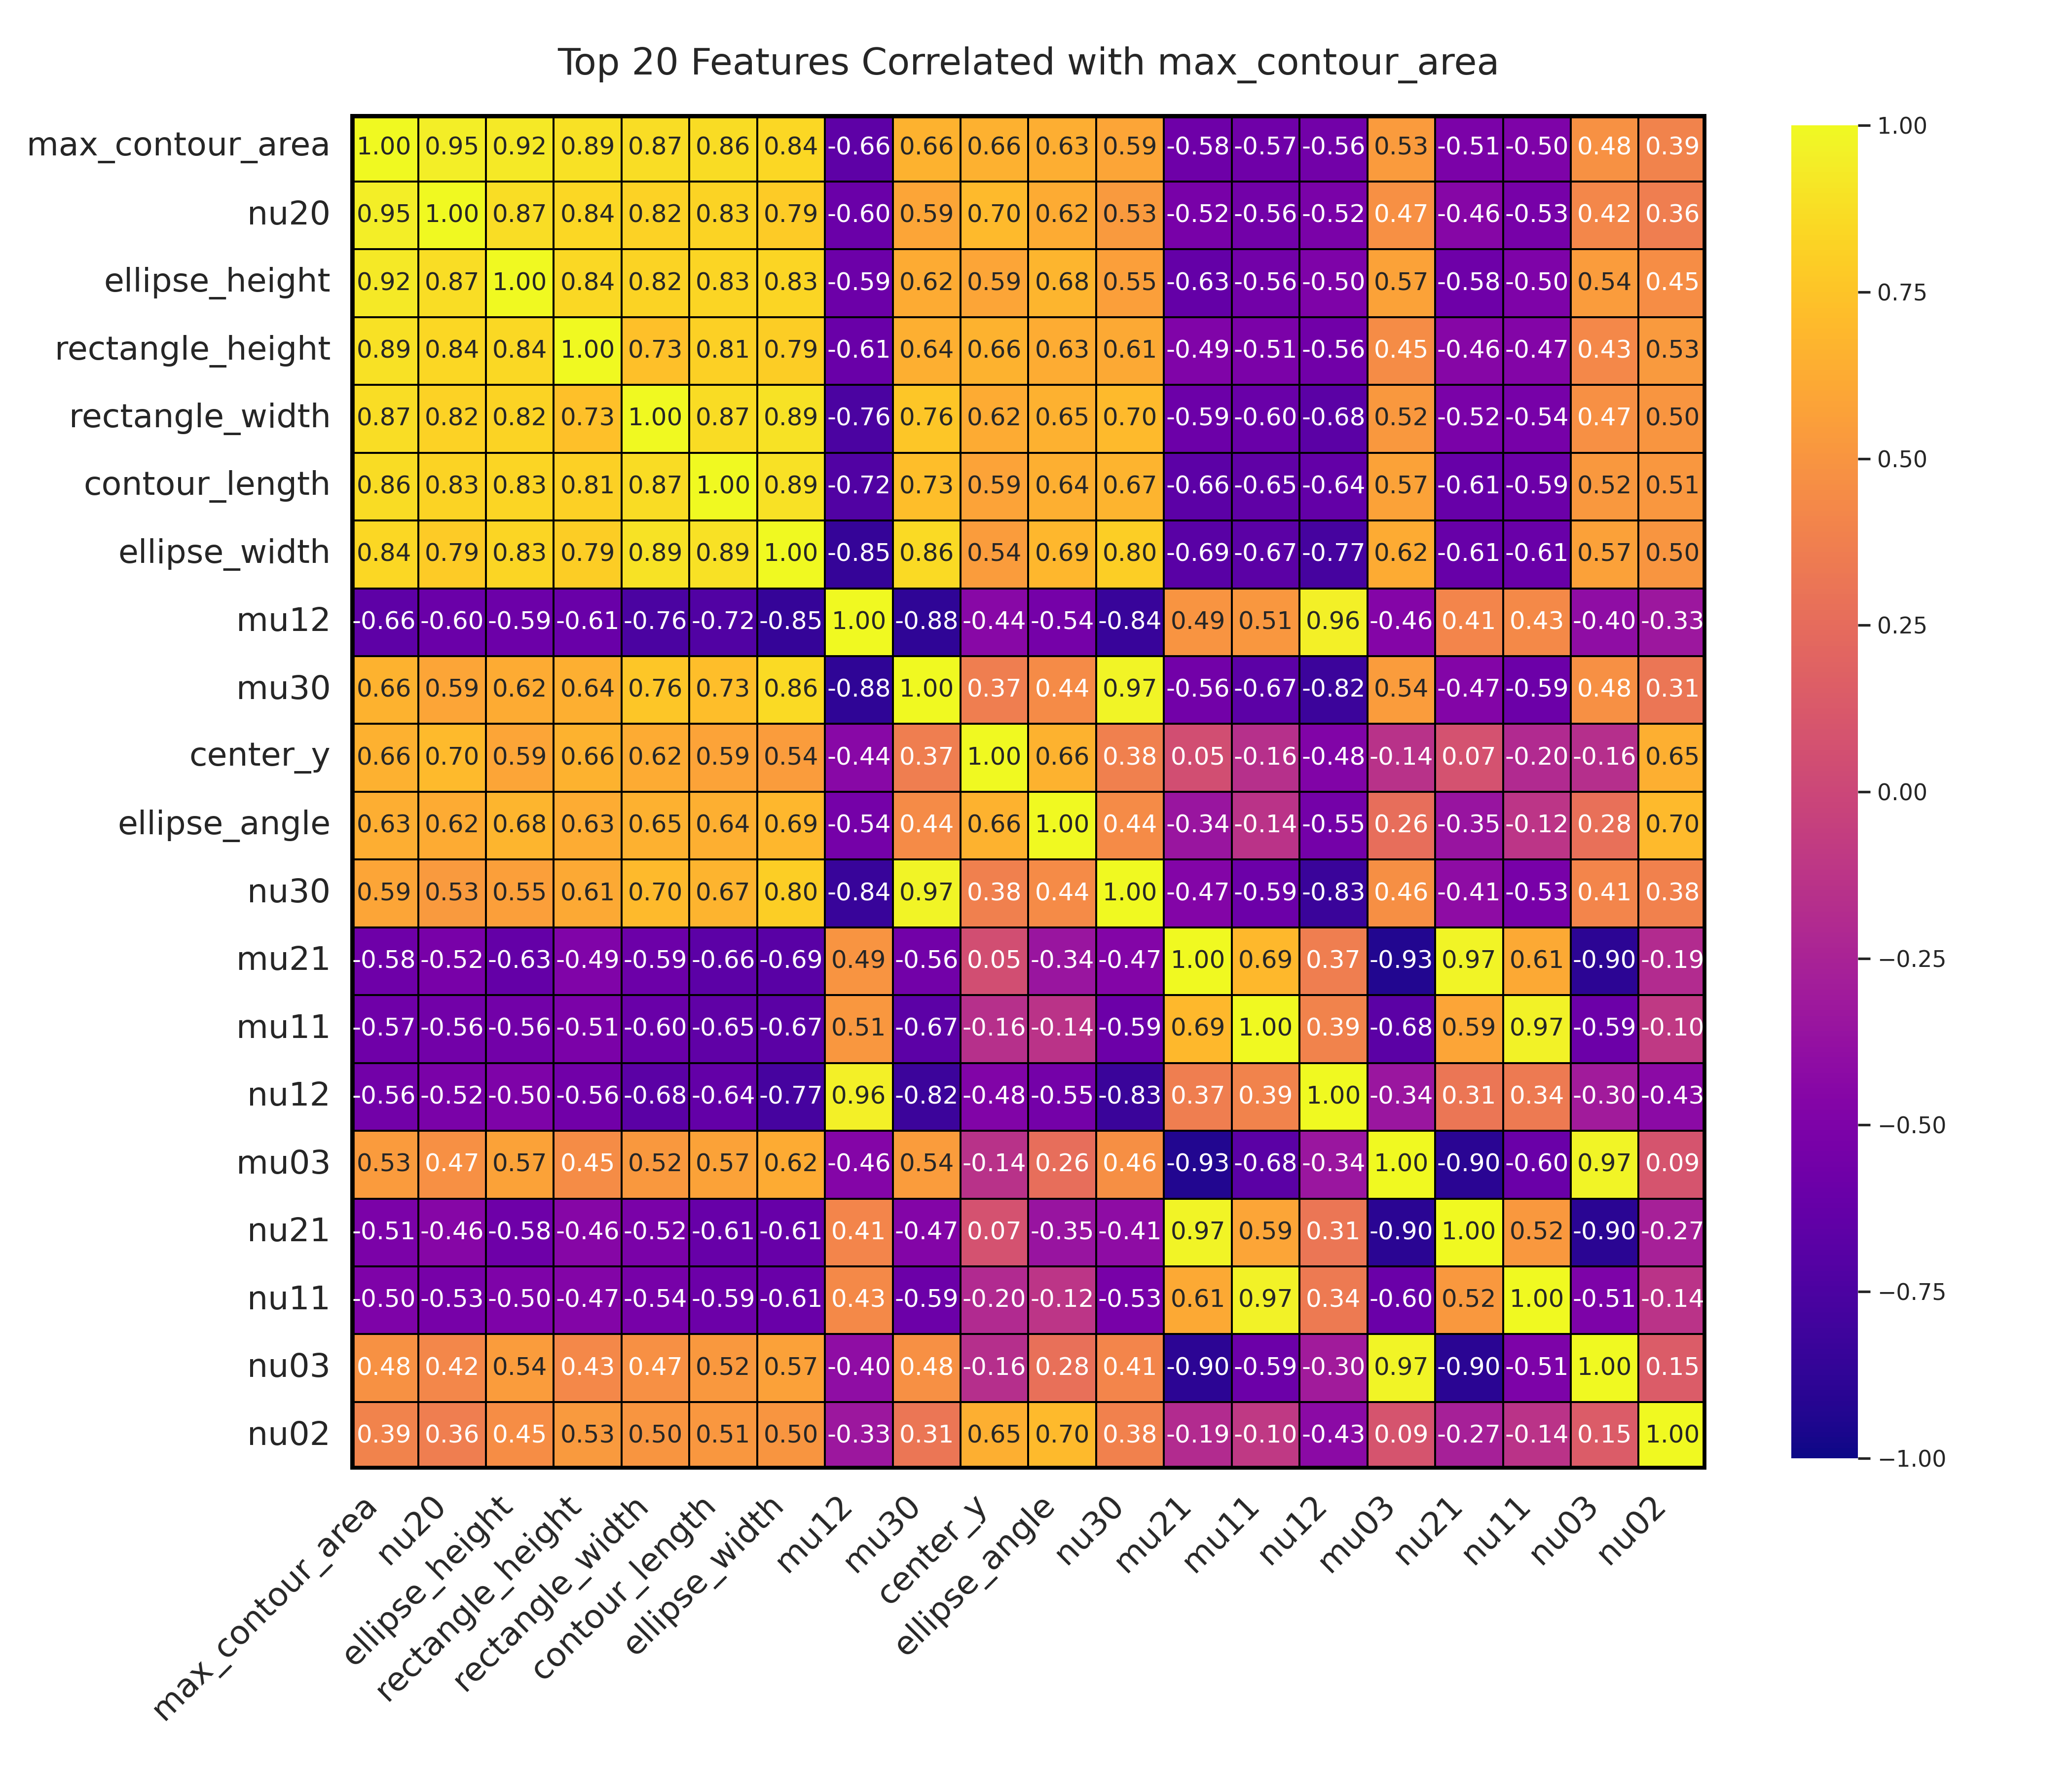 Top 20 Features Correlated with max_contour_area
max_contour_area 1.00 0.95 0.92 0.89 0.87 0.86 0.84 -0.66 0.66 0.66 0.63 0.59 -0.58 -0.57 -0.56 0.53 -0.51 -0.50 0.48 0.39
nu20 0.95 1.00 0.87 0.84 0.82 0.83 0.79 -0.60 0.59 0.70 0.62 0.53 -0.52 -0.56 -0.52 0.47 -0.46 -0.53 0.42 0.36
ellipse_height 0.92 0.87 1.00 0.84 0.82 0.83 0.83 -0.59 0.62 0.59 0.68 0.55 -0.63 -0.56 -0.50 0.57 -0.58 -0.50 0.54 0.45
rectangle_height 0.89 0.84 0.84 1.00 0.73 0.81 0.79 -0.61 0.64 0.66 0.63 0.61 -0.49 -0.51 -0.56 0.45 -0.46 -0.47 0.43 0.53
rectangle_width 0.87 0.82 0.82 0.73 1.00 0.87 0.89 -0.76 0.76 0.62 0.65 0.70 -0.59 -0.60 -0.68 0.52 -0.52 -0.54 0.47 0.50
contour_length 0.86 0.83 0.83 0.81 0.87 1.00 0.89 -0.72 0.73 0.59 0.64 0.67 -0.66 -0.65 -0.64 0.57 -0.61 -0.59 0.52 0.51
ellipse_width 0.84 0.79 0.83 0.79 0.89 0.89 1.00 -0.85 0.86 0.54 0.69 0.80 -0.69 -0.67 -0.77 0.62 -0.61 -0.61 0.57 0.50
mu12 -0.66 -0.60 -0.59 -0.61 -0.76 -0.72 -0.85 1.00 -0.88 -0.44 -0.54 -0.84 0.49 0.51 0.96 -0.46 0.41 0.43 -0.40 -0.33
mu30 0.66 0.59 0.62 0.64 0.76 0.73 0.86 -0.88 1.00 0.37 0.44 0.97 -0.56 -0.67 -0.82 0.54 -0.47 -0.59 0.48 0.31
center_y 0.66 0.70 0.59 0.66 0.62 0.59 0.54 -0.44 0.37 1.00 0.66 0.38 0.05 -0.16 -0.48 -0.14 0.07 -0.20 -0.16 0.65
ellipse_angle 0.63 0.62 0.68 0.63 0.65 0.64 0.69 -0.54 0.44 0.66 1.00 0.44 -0.34 -0.14 -0.55 0.26 -0.35 -0.12 0.28 0.70
nu30 0.59 0.53 0.55 0.61 0.70 0.67 0.80 -0.84 0.97 0.38 0.44 1.00 -0.47 -0.59 -0.83 0.46 -0.41 -0.53 0.41 0.38
mu21 -0.58 -0.52 -0.63 -0.49 -0.59 -0.66 -0.69 0.49 -0.56 0.05 -0.34 -0.47 1.00 0.69 0.37 -0.93 0.97 0.61 -0.90 -0.19
mu11 -0.57 -0.56 -0.56 -0.51 -0.60 -0.65 -0.67 0.51 -0.67 -0.16 -0.14 -0.59 0.69 1.00 0.39 -0.68 0.59 0.97 -0.59 -0.10
nu12 -0.56 -0.52 -0.50 -0.56 -0.68 -0.64 -0.77 0.96 -0.82 -0.48 -0.55 -0.83 0.37 0.39 1.00 -0.34 0.31 0.34 -0.30 -0.43
mu03 0.53 0.47 0.57 0.45 0.52 0.57 0.62 -0.46 0.54 -0.14 0.26 0.46 -0.93 -0.68 -0.34 1.00 -0.90 -0.60 0.97 0.09
nu21 -0.51 -0.46 -0.58 -0.46 -0.52 -0.61 -0.61 0.41 -0.47 0.07 -0.35 -0.41 0.97 0.59 0.31 -0.90 1.00 0.52 -0.90 -0.27
nu11 -0.50 -0.53 -0.50 -0.47 -0.54 -0.59 -0.61 0.43 -0.59 -0.20 -0.12 -0.53 0.61 0.97 0.34 -0.60 0.52 1.00 -0.51 -0.14
nu03 0.48 0.42 0.54 0.43 0.47 0.52 0.57 -0.40 0.48 -0.16 0.28 0.41 -0.90 -0.59 -0.30 0.97 -0.90 -0.51 1.00 0.15
nu02 0.39 0.36 0.45 0.53 0.50 0.51 0.50 -0.33 0.31 0.65 0.70 0.38 -0.19 -0.10 -0.43 0.09 -0.27 -0.14 0.15 1.00
max_contour_area
nu20
ellipse_height
rectangle_height
rectangle_width
contour_length
ellipse_width
mu12
mu30
center_y
ellipse_angle
nu30
mu21
mu11
nu12
mu03
nu21
nu11
nu03
nu02
1.00
0.75
0.50
0.25
0.00
−0.25
−0.50
−0.75
−1.00